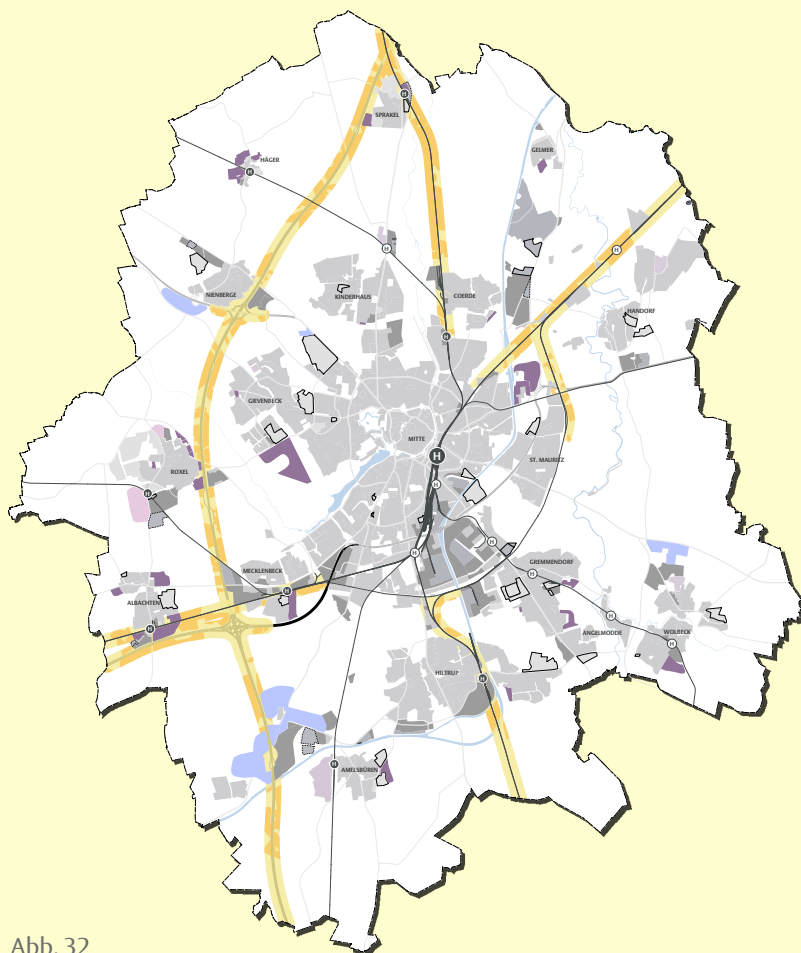 SPRAKEL
GELMER
HÄGER
H
H
H
H
NIENBERGE
KINDERHAUS
COERDE
HANDORF
H
GIEVENBECK
MITTE
H
ROXEL
ST. MAURITZ
H
H
H
H
MECKLENBECK
GREMMENDORF
H
H
ALBACHTEN
H
ANGELMODDE
H
WOLBECK
H
HILTRUP
H
H
AMELSBÜREN
Abb. 32